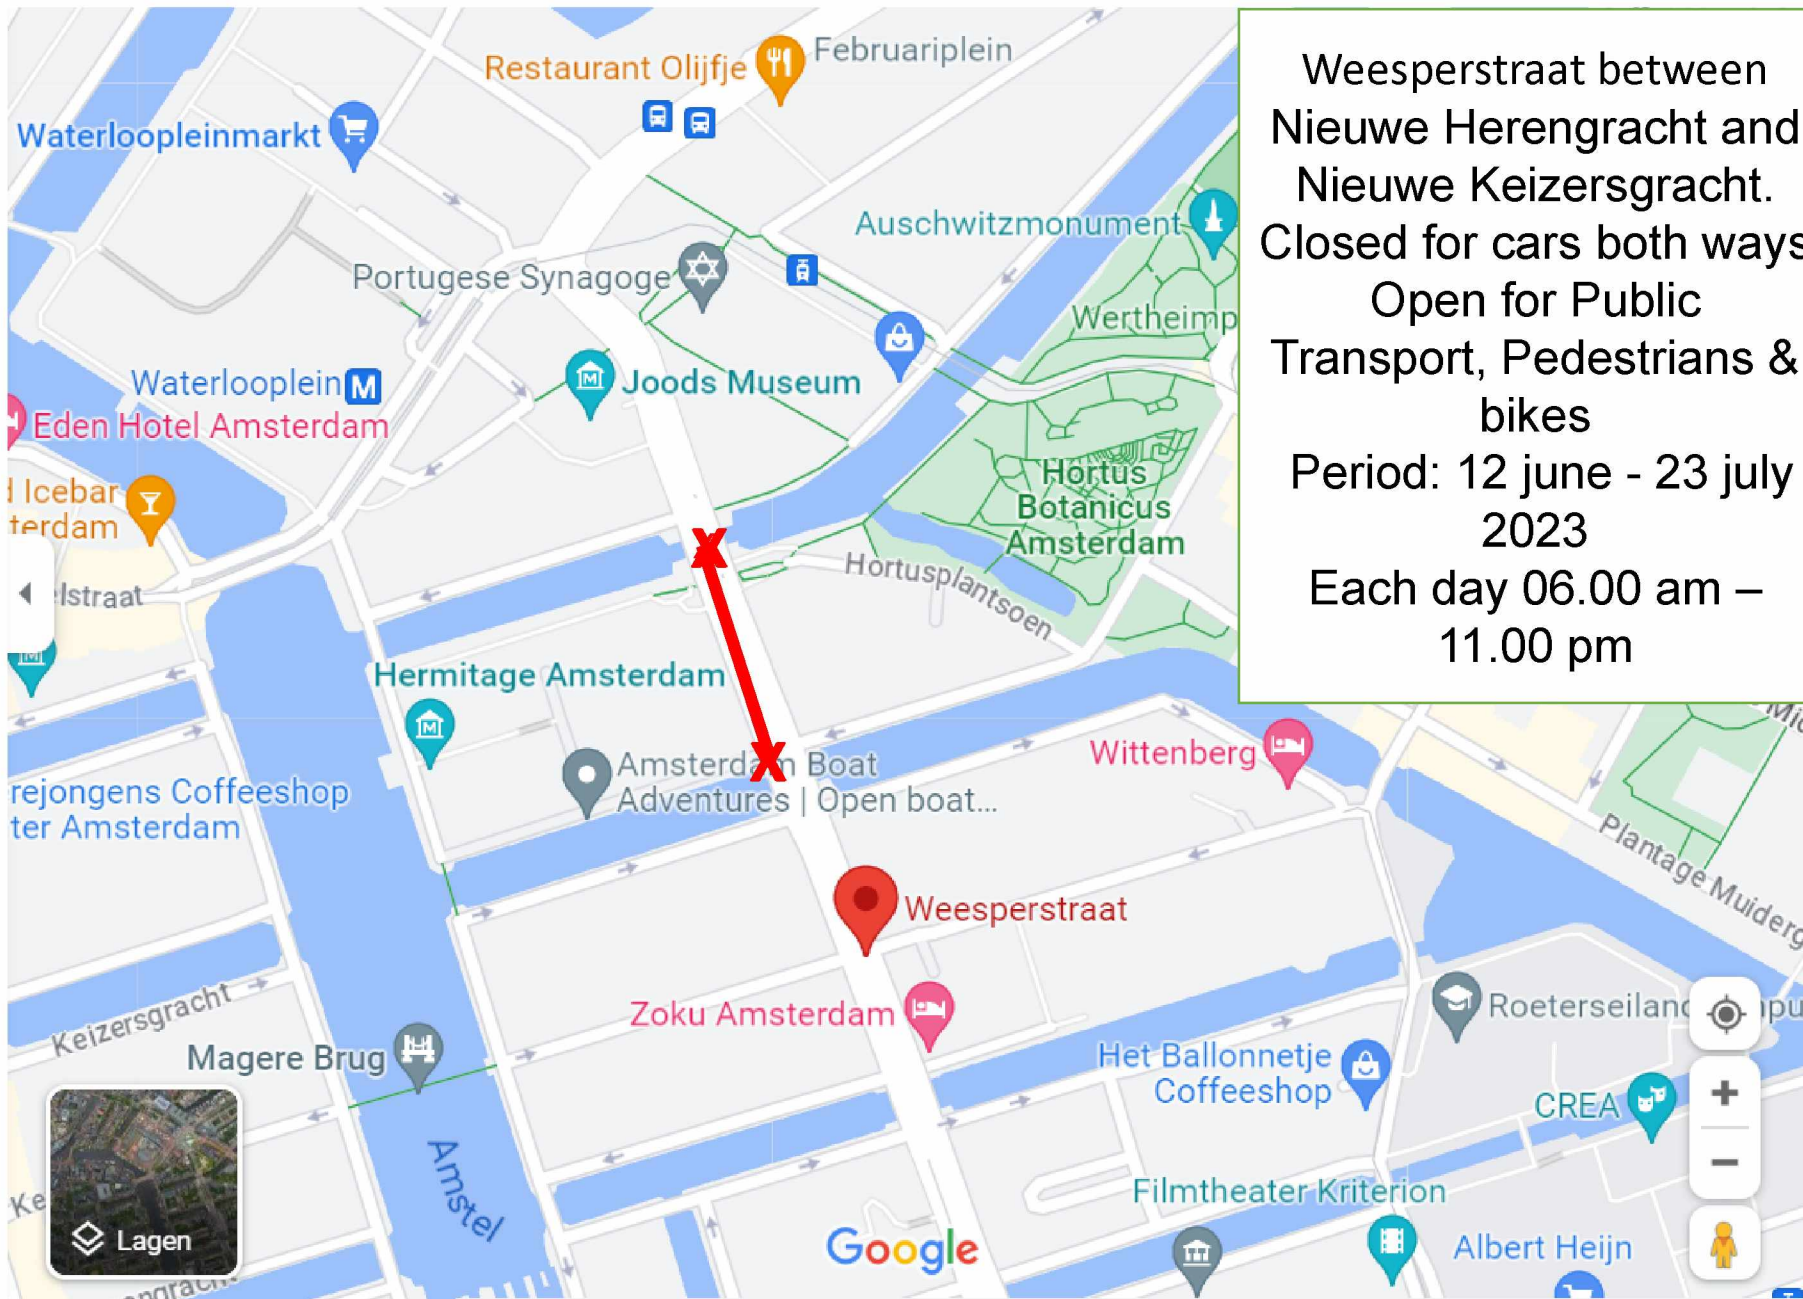 Restaurant Olijfje
Februariplein
Waterloopleinmarkt
Auschwitzmonument
Portugese Synagoge
Wertheimp
Waterlooplein M
Joods Museum
Eden Hotel Amsterdam
Icebar
terdam
Hortus
Botanicus
Amsterdam
Hortusplantsoen
lstraat
Hermitage Amsterdam
Amsterdam Boat
Adventures | Open boat...
Wittenberg
rejongens Coffeeshop
ter Amsterdam
Plantage Muiderg
Weesperstraat
Keizersgracht
Zoku Amsterdam
Roeterseiland
Magere Brug
Het Ballonnetje
Coffeeshop
CREA
Amstel
Ke
Filmtheater Kriterion
Lagen
Google
Albert Heijn
Weesperstraat between
Nieuwe Herengracht and
Nieuwe Keizersgracht.
Closed for cars both ways
Open for Public
Transport, Pedestrians &
bikes
Period: 12 june - 23 july
2023
Each day 06.00 am –
11.00 pm